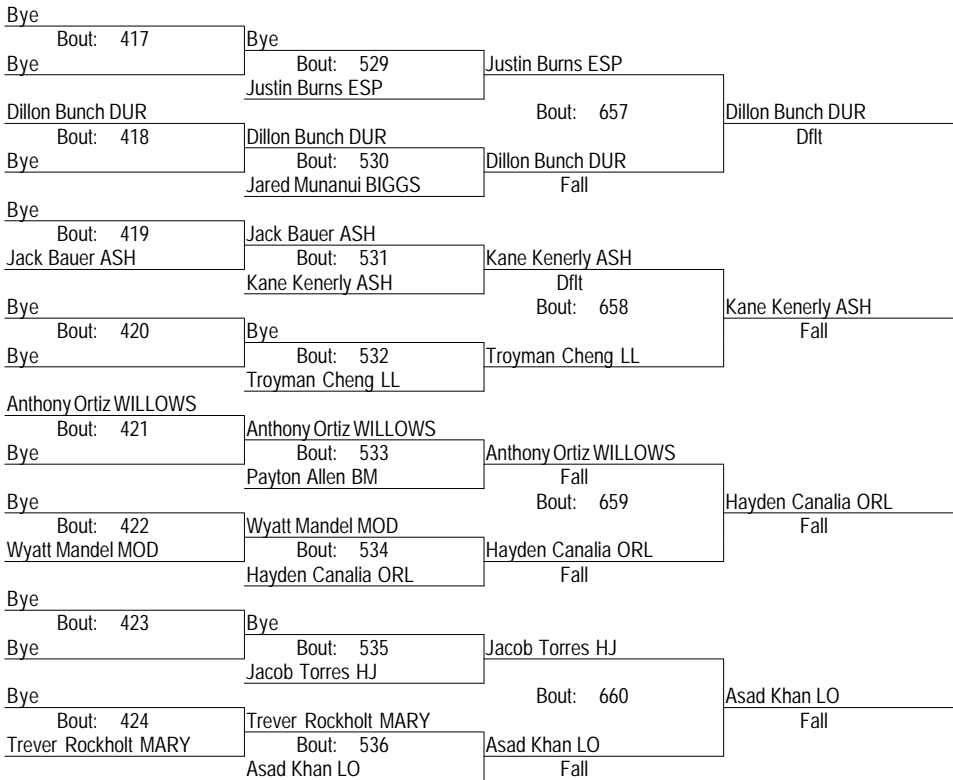 Bye
Bout: 417
Bye
Bye
Bout: 529
Justin Burns ESP
Justin Burns ESP
Dillon Bunch DUR
Bout: 418
Bye
Dillon Bunch DUR
Bout: 530
Jared Munanui BIGGS
Dillon Bunch DUR
Fall
Bout: 657
Dillon Bunch DUR
Dflt
Bye
Bout: 419
Jack Bauer ASH
Jack Bauer ASH
Bout: 531
Kane Kenerly ASH
Kane Kenerly ASH
Dflt
Bye
Bout: 420
Bye
Bye
Bout: 532
Troyman Cheng LL
Troyman Cheng LL
Bout: 658
Kane Kenerly ASH
Fall
Anthony Ortiz WILLOWS
Bout: 421
Bye
Anthony Ortiz WILLOWS
Bout: 533
Payton Allen BM
Anthony Ortiz WILLOWS
Fall
Bye
Bout: 422
Wyatt Mandel MOD
Wyatt Mandel MOD
Bout: 534
Hayden Canalia ORL
Hayden Canalia ORL
Fall
Bout: 659
Hayden Canalia ORL
Fall
Bye
Bout: 423
Bye
Bye
Bout: 535
Jacob Torres HJ
Jacob Torres HJ
Bye
Bout: 424
Trever Rockholt MARY
Trever Rockholt MARY
Bout: 536
Asad Khan LO
Asad Khan LO
Fall
Bout: 660
Asad Khan LO
Fall